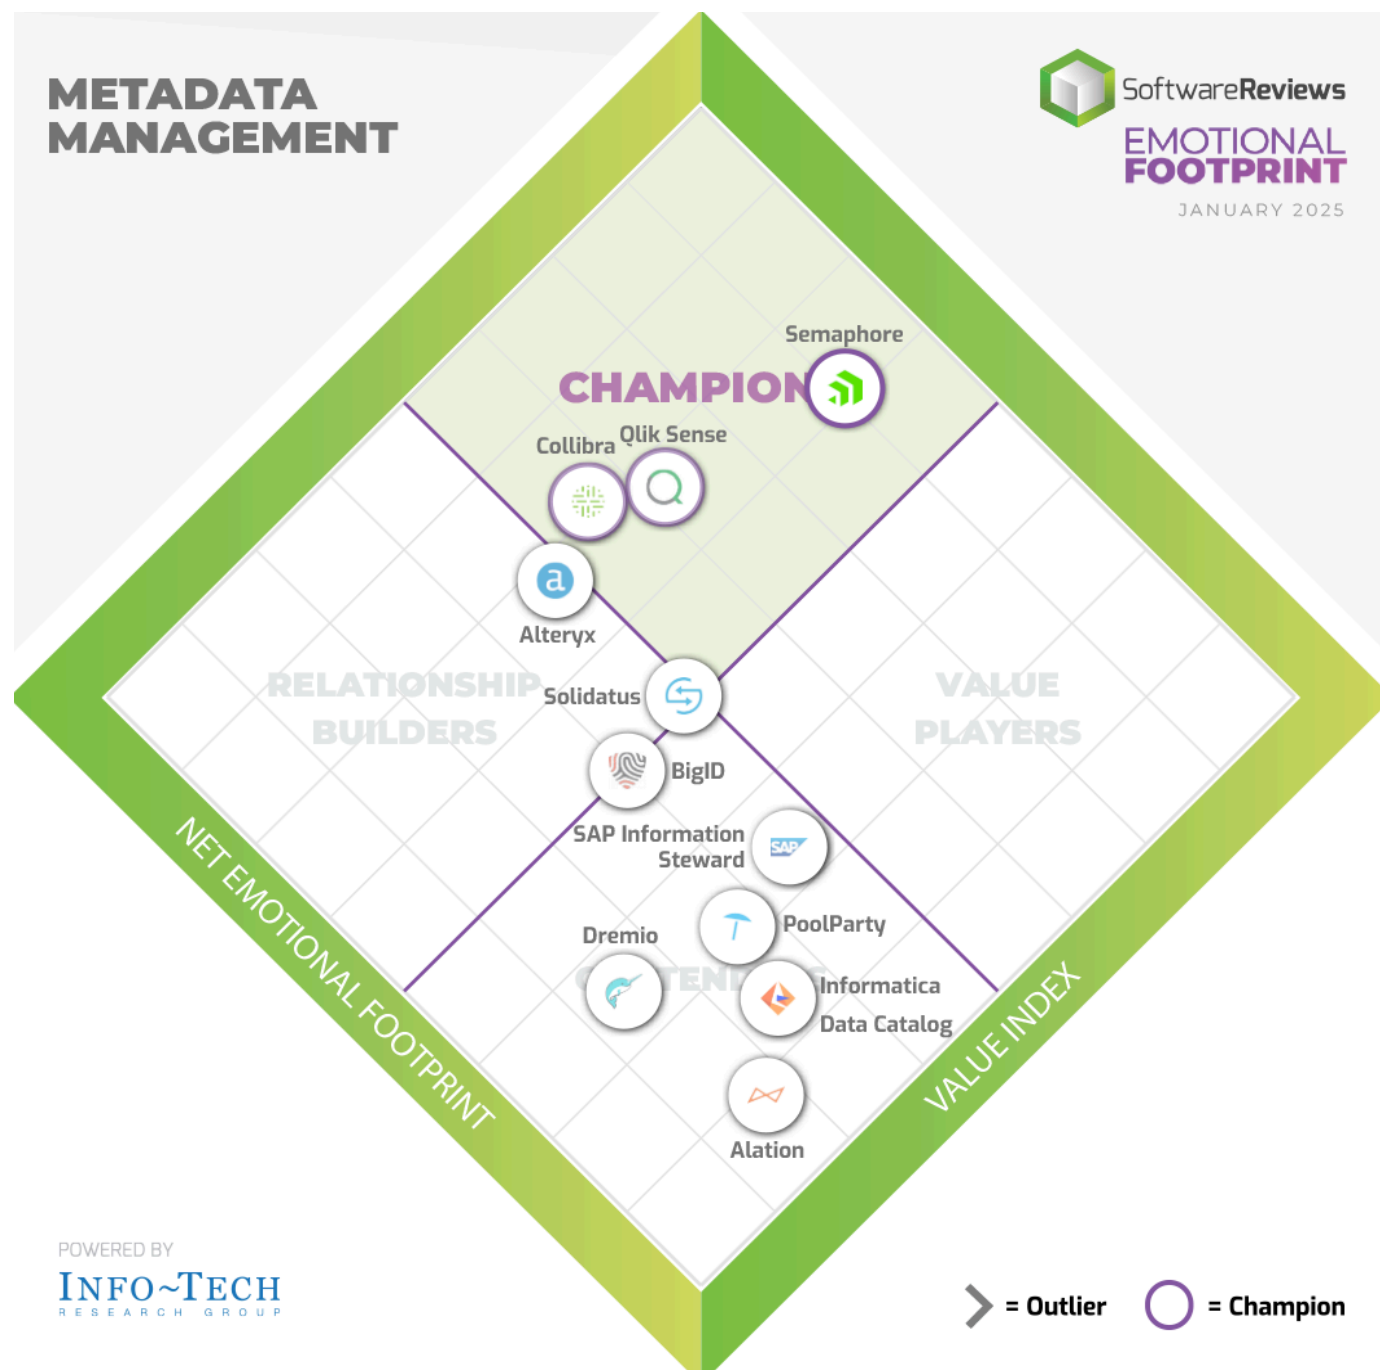 METADATA
MANAGEMENT
SoftwareReviews
EMOTIONAL
FOOTPRINT
JANUARY 2025
Semaphore
CHAMPION
Qlik Sense
Collibra
a
Alteryx
RELATIONSHIP
BUILDERS
Solidatus
VALUE
PLAYERS
BigID
SAP Information
Steward
SAP
PoolParty
Dremio
Informatica
Data Catalog
Alation
NET EMOTIONAL FOOTPRINT
VALUE INDEX
POWERED BY
INFO~TECH
RESEARCH GROUP
= Outlier
= Champion